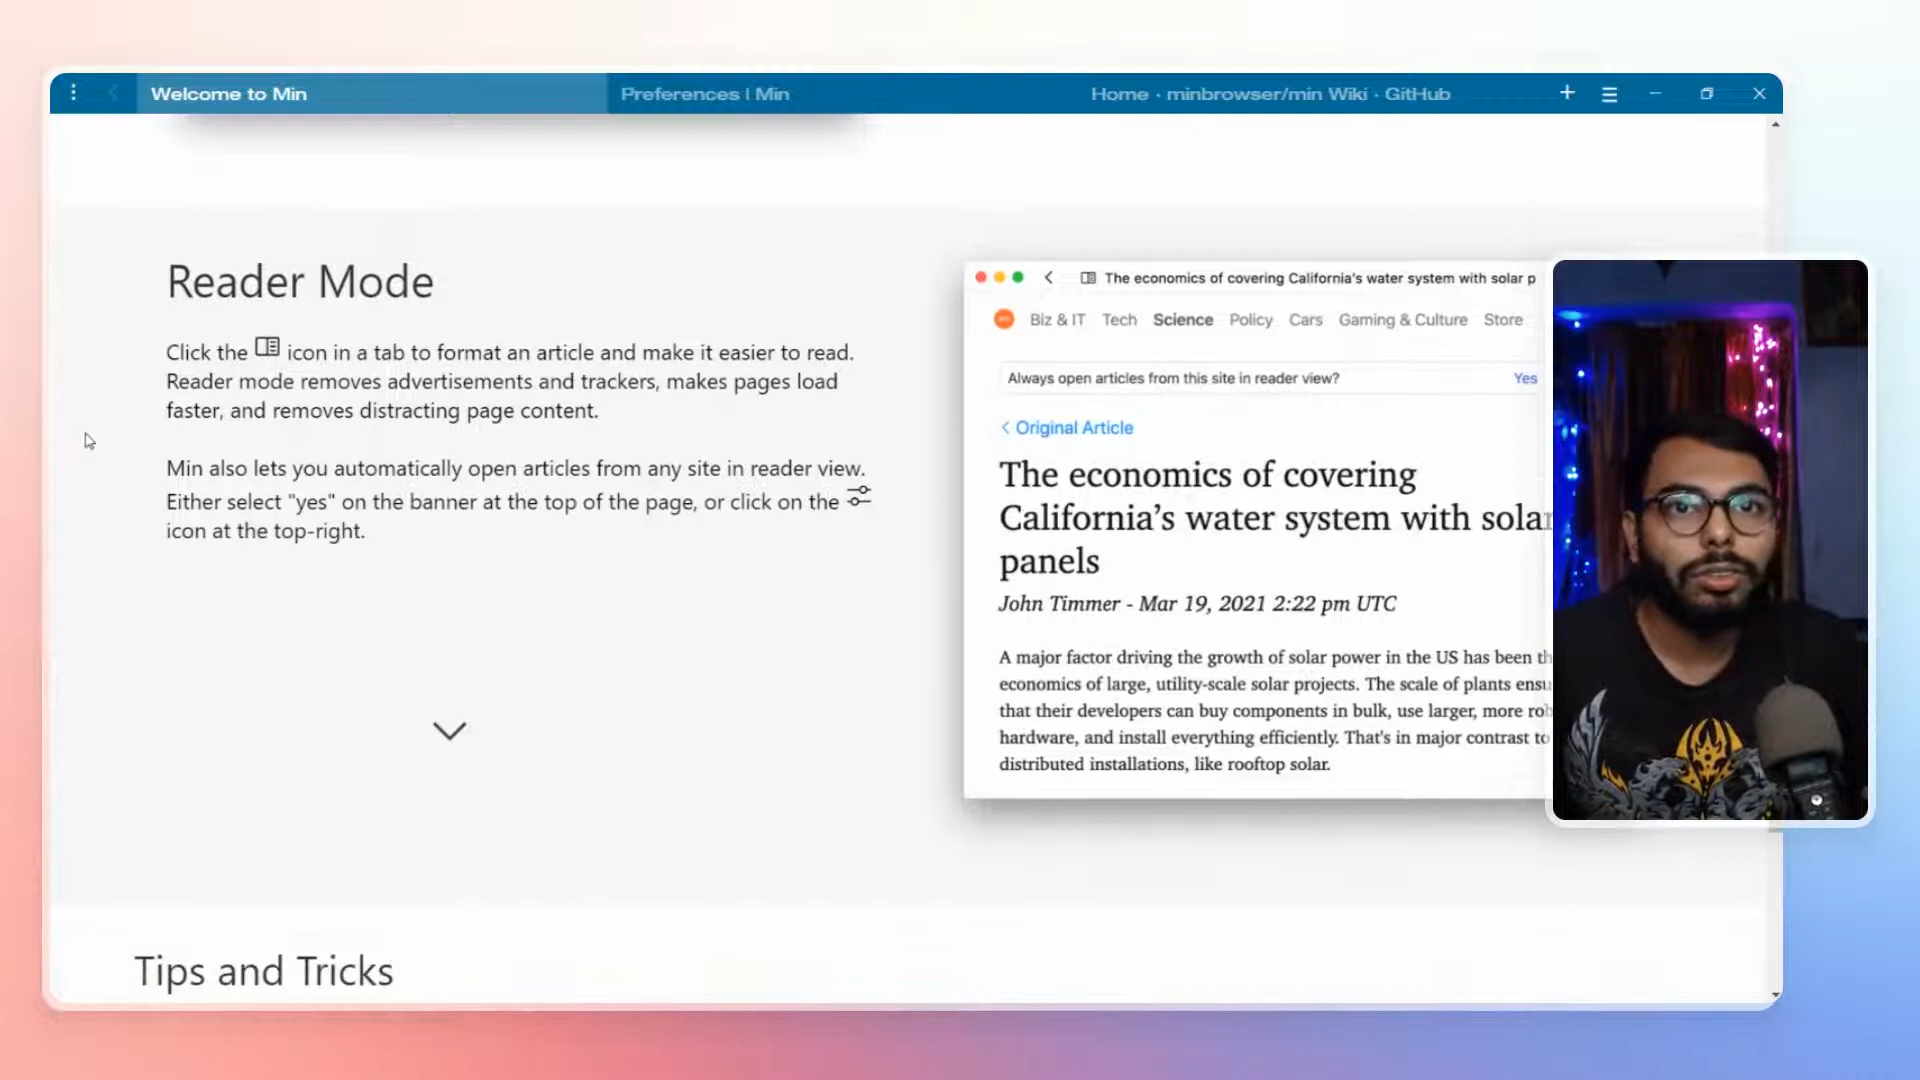 Welcome to Min
Preferences | Min
Home · minbrowser/min Wiki · GitHub
Reader Mode
Click the icon in a tab to format an article and make it easier to read.
Reader mode removes advertisements and trackers, makes pages load
faster, and removes distracting page content.
Min also lets you automatically open articles from any site in reader view.
Either select "yes" on the banner at the top of the page, or click on the
icon at the top-right.
The economics of covering California's water system with solar p
Biz & IT Tech Science Policy Cars Gaming & Culture Store
Always open articles from this site in reader view? Yes
Original Article
The economics of covering
California's water system with solar
panels
John Timmer - Mar 19, 2021 2:22 pm UTC
A major factor driving the growth of solar power in the US has been th
economics of large, utility-scale solar projects. The scale of plants ensu
that their developers can buy components in bulk, use larger, more rob
hardware, and install everything efficiently. That's in major contrast to
distributed installations, like rooftop solar.
Tips and Tricks